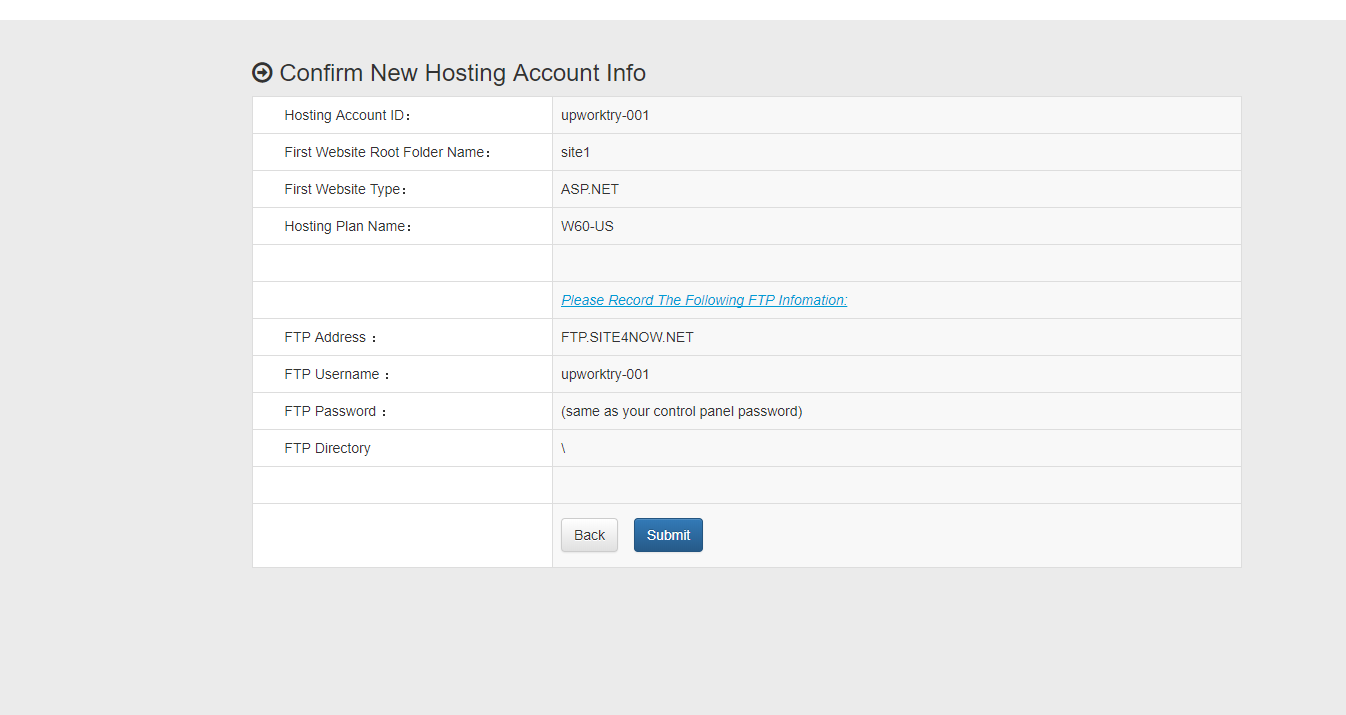 Confirm New Hosting Account Info
Hosting Account ID： upworktry-001
First Website Root Folder Name： site1
First Website Type： ASP.NET
Hosting Plan Name： W60-US
Please Record The Following FTP Infomation:
FTP Address ： FTP.SITE4NOW.NET
FTP Username ： upworktry-001
FTP Password ： (same as your control panel password)
FTP Directory \
Back Submit